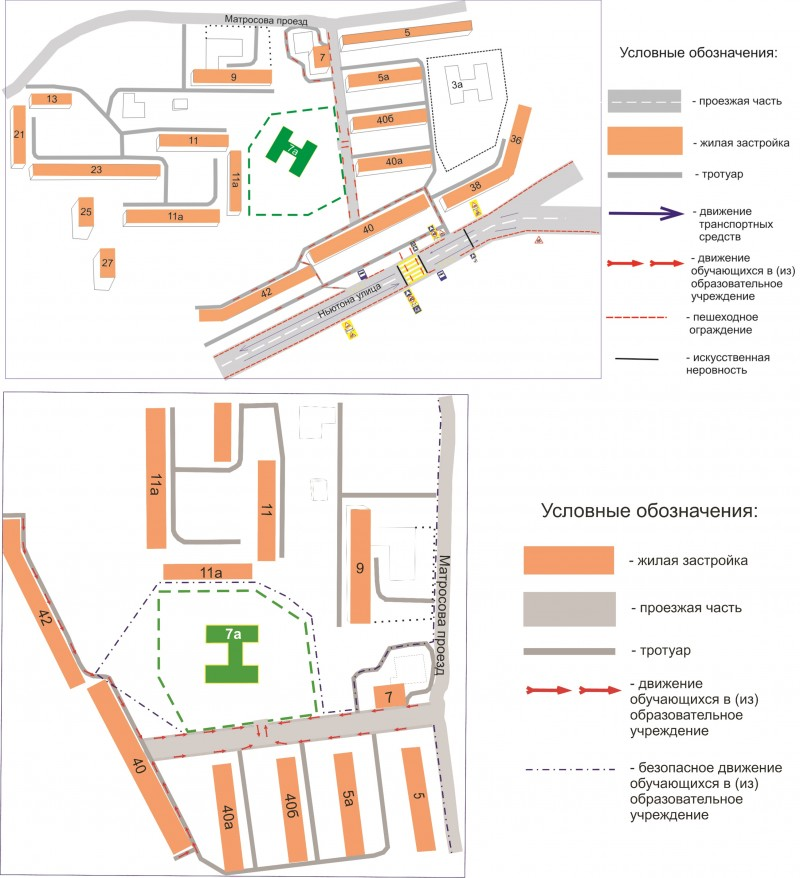 Матросова проезд
5
7
9
5а
3а
13
40б
36
21
11
7а
40а
23
11а
38
25
11а
40
27
42
Ньютона улица
Условные обозначения:
- проезжая часть
- жилая застройка
- тротуар
- движение
транспортных
средств
- движение
обучающихся в (из)
образовательное
учреждение
- пешеходное
ограждение
- искусственная
неровность
11а
11
9
11а
42
7а
Матросова проезд
7
40
40а
40б
5а
5
Условные обозначения:
- жилая застройка
- проезжая часть
- тротуар
- движение
обучающихся в (из)
образовательное
учреждение
- безопасное движение
обучающихся в (из)
образовательное
учреждение